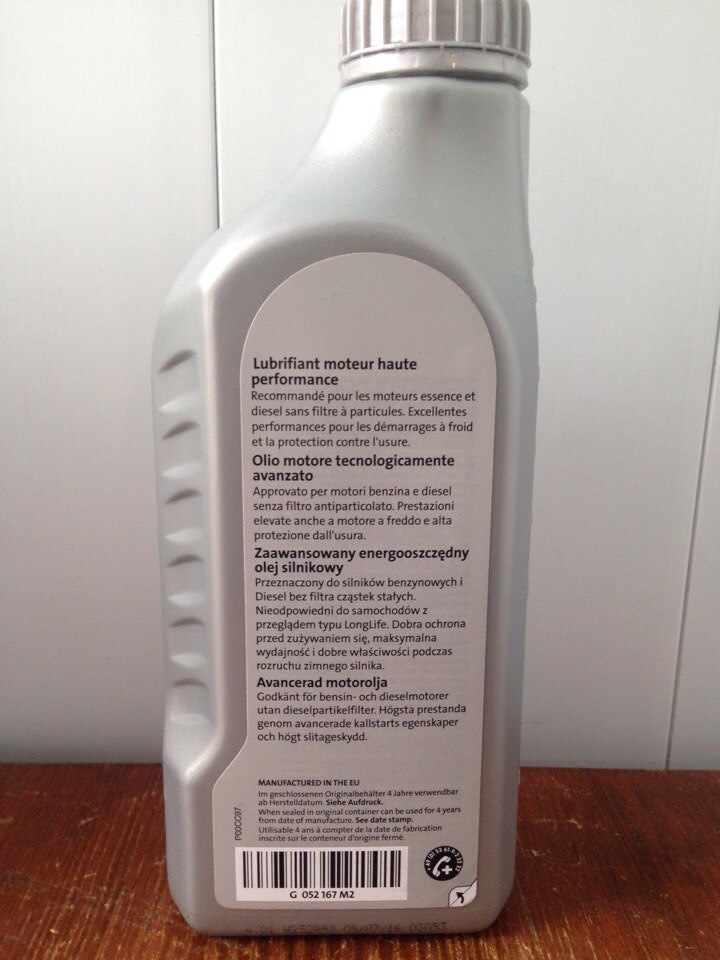 Lubrifiant moteur haute
performance
Recommandé pour les moteurs essence et
diesel sans filtre à particules. Excellentes
performances pour les démarrages à froid
et la protection contre l'usure.
Olio motore tecnologicamente
avanzato
Approvato per motori benzina e diesel
senza filtro antiparticolato. Prestazioni
elevate anche a motore a freddo e alta
protezione dall'usura.
Zaawansowany energooszczędny
olej silnikowy
Przeznaczony do silników benzynowych i
Diesel bez filtra cząstek stałych.
Nieodpowiedni do samochodów z
przeglądem typu LongLife. Dobra ochrona
przed zużywaniem się, maksymalna
wydajność i dobre właściwości podczas
rozruchu zimnego silnika.
Avancerad motorolja
Godkänt för bensin- och dieselmotorer
utan dieselpartikelfilter. Högsta prestanda
genom avancerade kallstarts egenskaper
och högt slitageskydd.
MANUFACTURED IN THE EU
Im geschlossenen Originalbehälter 4 Jahre verwendbar
ab Herstelldatum. Siehe Aufdruck.
When sealed in original container can be used for 4 years
from date of manufacture. See date stamp.
Utilisable 4 ans à compter de la date de fabrication
inscrite sur le conteneur d'origine fermé.
P00CC97
G 052 167 M2
05/07/16 03053